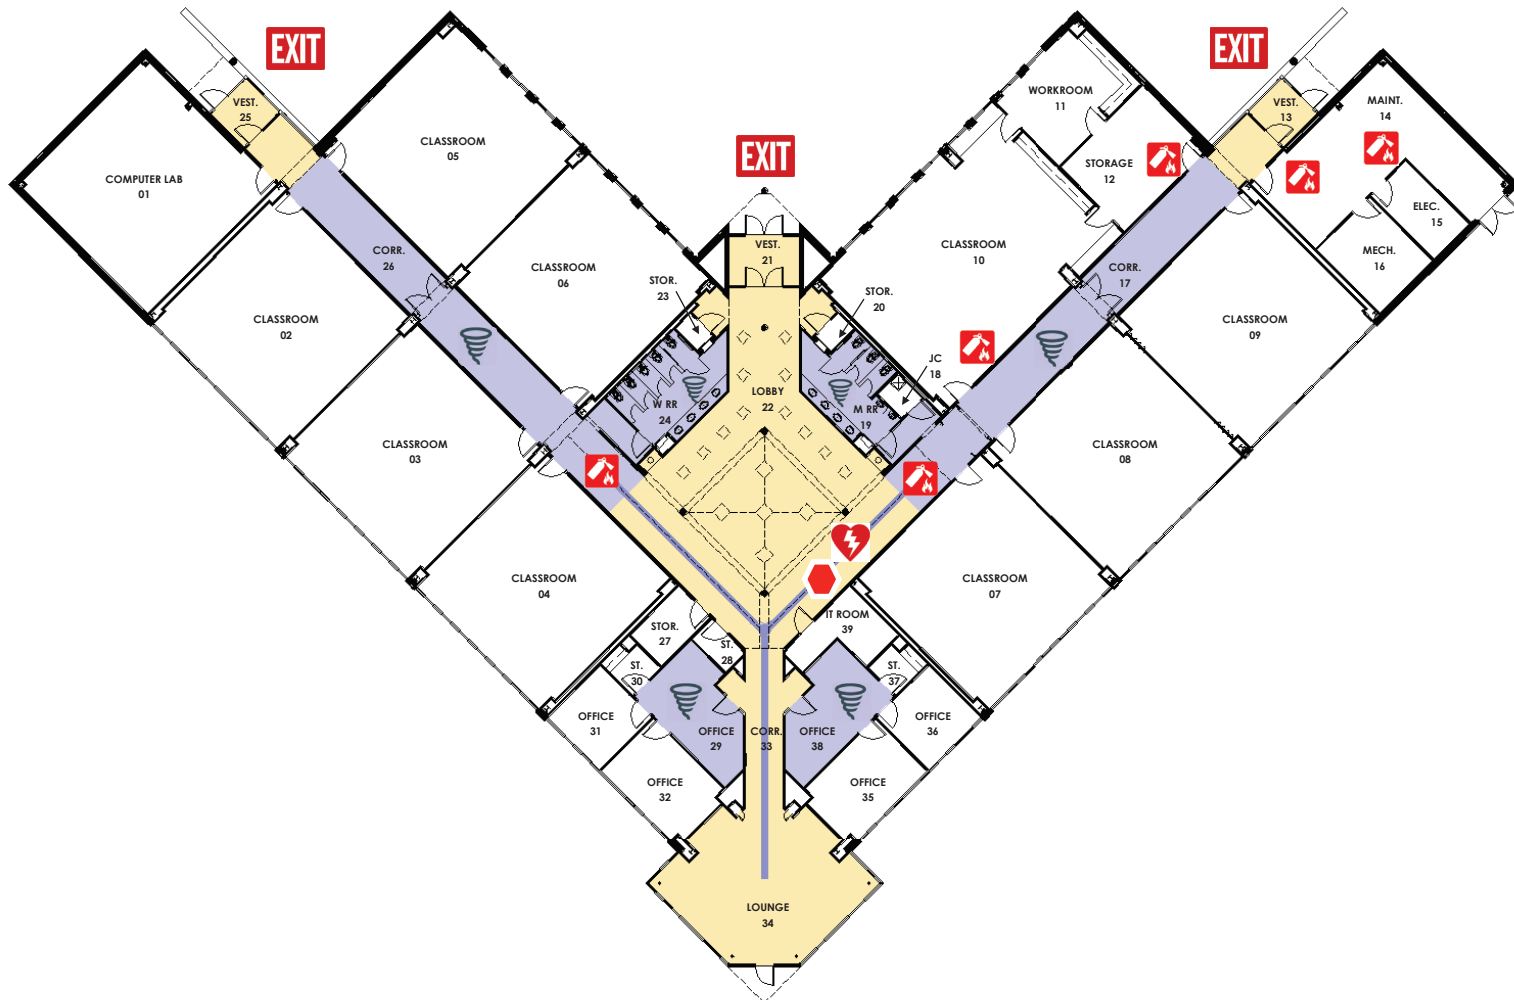 EXIT
EXIT
EXIT
VEST.
25
CLASSROOM
05
COMPUTER LAB
01
CORR.
26
CLASSROOM
06
CLASSROOM
02
CLASSROOM
03
CLASSROOM
04
WORKROOM
11
STORAGE
12
VEST.
13
MAINT.
14
ELEC.
15
MECH.
16
CLASSROOM
10
CORR.
17
CLASSROOM
09
CLASSROOM
08
CLASSROOM
07
VEST.
21
STOR.
23
STOR.
20
JC
18
W RR
24
LOBBY
22
M RR
19
STOR.
27
ST.
28
ST.
30
OFFICE
31
OFFICE
29
OFFICE
32
CORR.
33
IT ROOM
39
ST.
37
OFFICE
38
OFFICE
36
OFFICE
35
LOUNGE
34